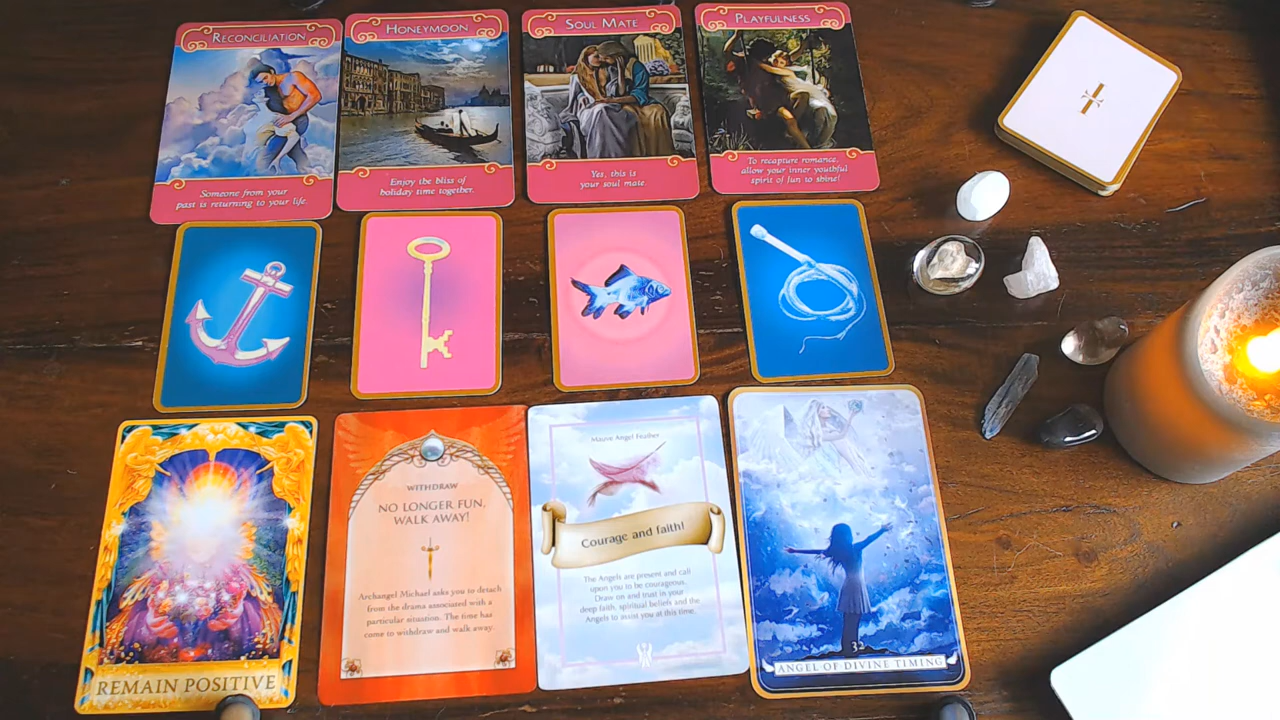 RECONCILIATION
Someone from your
past is returning to your life.
HONEYMOON
Enjoy the bliss of
holiday time together.
SOUL MATE
Yes, this is
your soul mate.
PLAYFULNESS
To recapture romance,
allow your inner youthful
spirit of fun to shine!
REMAIN POSITIVE
WITHDRAW
NO LONGER FUN,
WALK AWAY!
Archangel Michael asks you to detach
from the drama associated with a
particular situation. The time has
come to withdraw and walk away.
Mauve Angel Feather
Courage and faith!
The Angels are present and call
upon you to be courageous.
Draw on and trust in your
deep faith, spiritual beliefs and the
Angels to assist you at this time.
32
ANGEL OF DIVINE TIMING